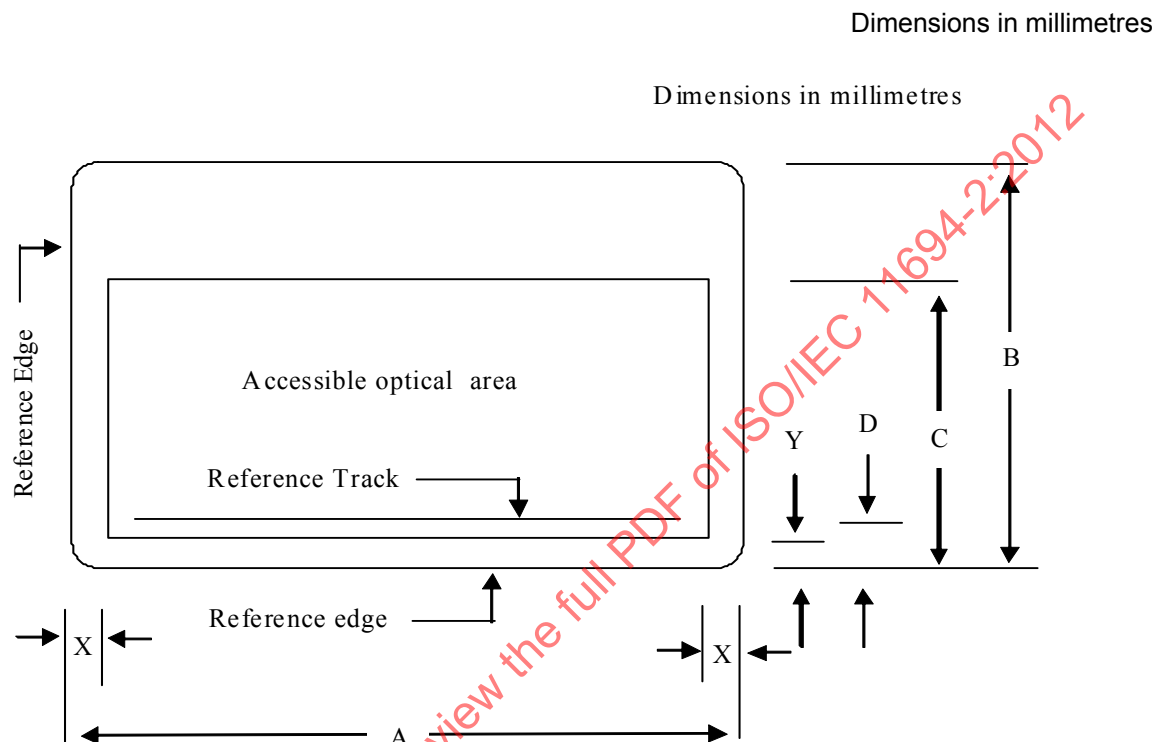 Dimensions in millimetres
Dimensions in millimetres
Reference Edge
Accessible optical area
Reference Track
Reference edge
Y
D
C
B
X
X
A
view the full PDF of ISO/IEC 11694-2:2012